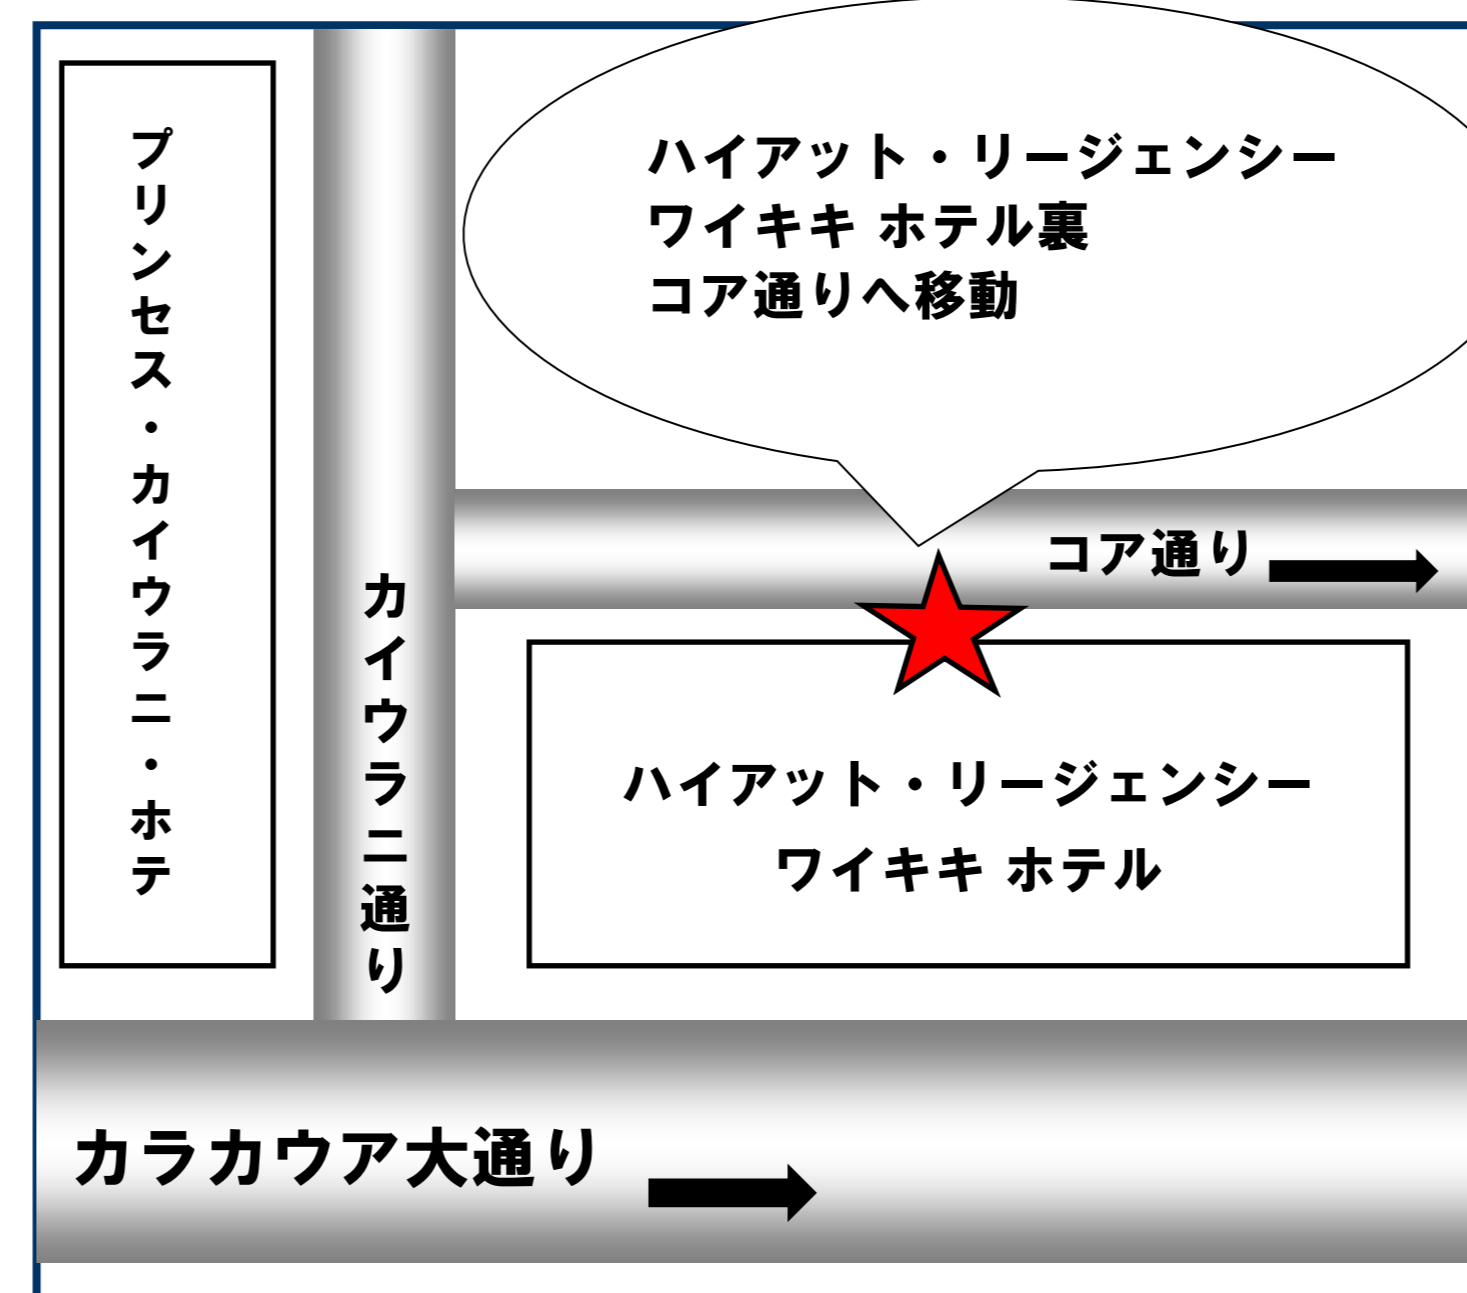 プリンセス・カイウラニ・ホテ
ハイアット・リージェンシー
ワイキキ ホテル裏
コア通りへ移動
コア通り
カイウラニ通り
ハイアット・リージェンシー
ワイキキ ホテル
カラカウア大通り